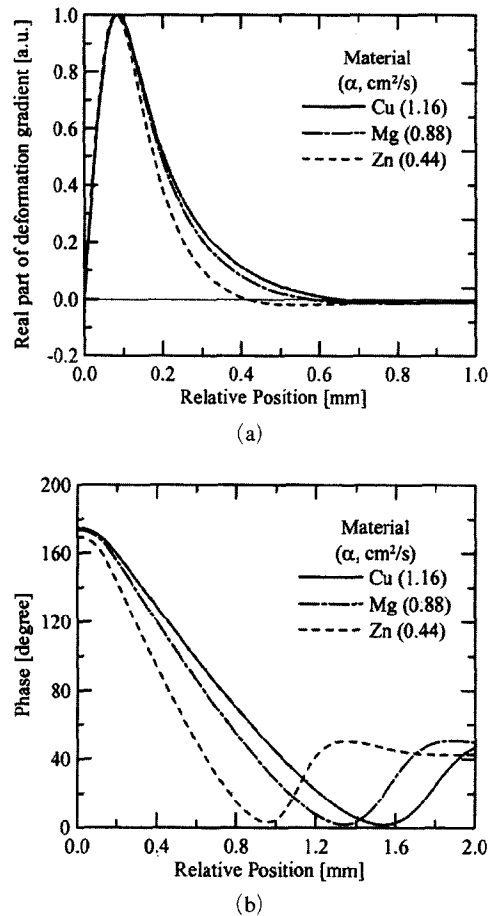 Real part of deformation gradient [a.u.]
1.0
0.8
0.6
0.4
0.2
0.0
-0.2
Material
(α, cm²/s)
Cu (1.16)
Mg (0.88)
Zn (0.44)
0.0 0.2 0.4 0.6 0.8 1.0
Relative Position [mm]
(a)
Phase [degree]
200
160
120
80
40
0
Material
(α, cm²/s)
Cu (1.16)
Mg (0.88)
Zn (0.44)
0.0 0.4 0.8 1.2 1.6 2.0
Relative Position [mm]
(b)